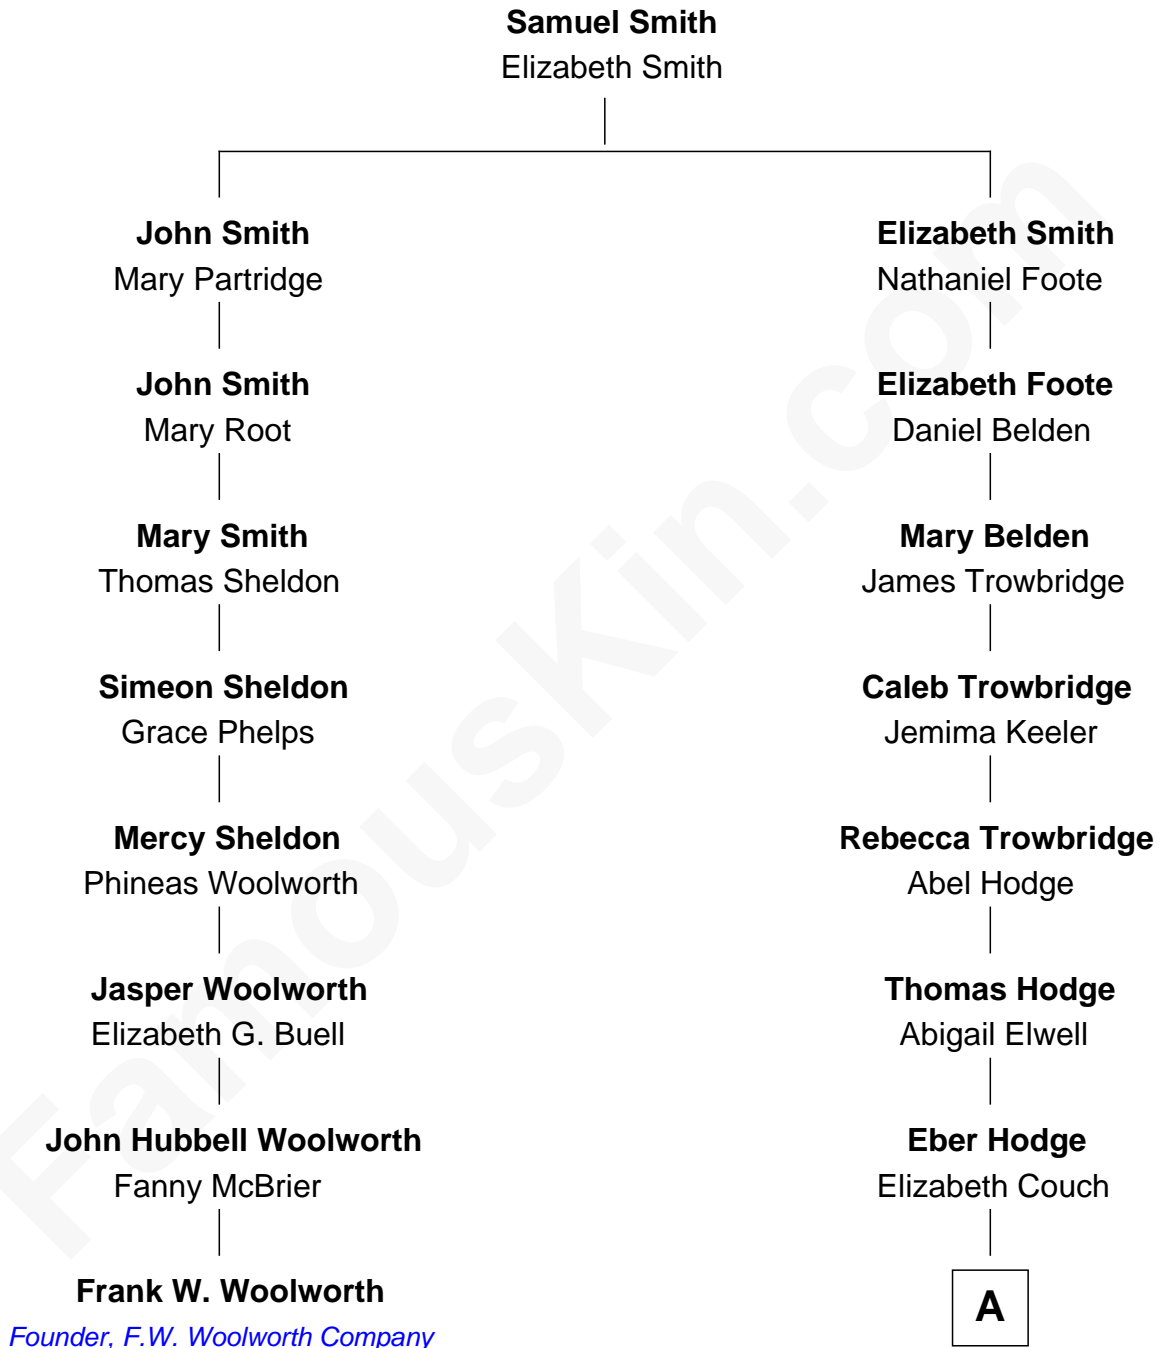 Samuel Smith
Elizabeth Smith
John Smith
Mary Partridge
Elizabeth Smith
Nathaniel Foote
John Smith
Mary Root
Elizabeth Foote
Daniel Belden
Mary Smith
Thomas Sheldon
Mary Belden
James Trowbridge
Simeon Sheldon
Grace Phelps
Caleb Trowbridge
Jemima Keeler
Mercy Sheldon
Phineas Woolworth
Rebecca Trowbridge
Abel Hodge
Jasper Woolworth
Elizabeth G. Buell
Thomas Hodge
Abigail Elwell
John Hubbell Woolworth
Fanny McBrier
Eber Hodge
Elizabeth Couch
Frank W. Woolworth
Founder, F.W. Woolworth Company
A
FamousKin.com